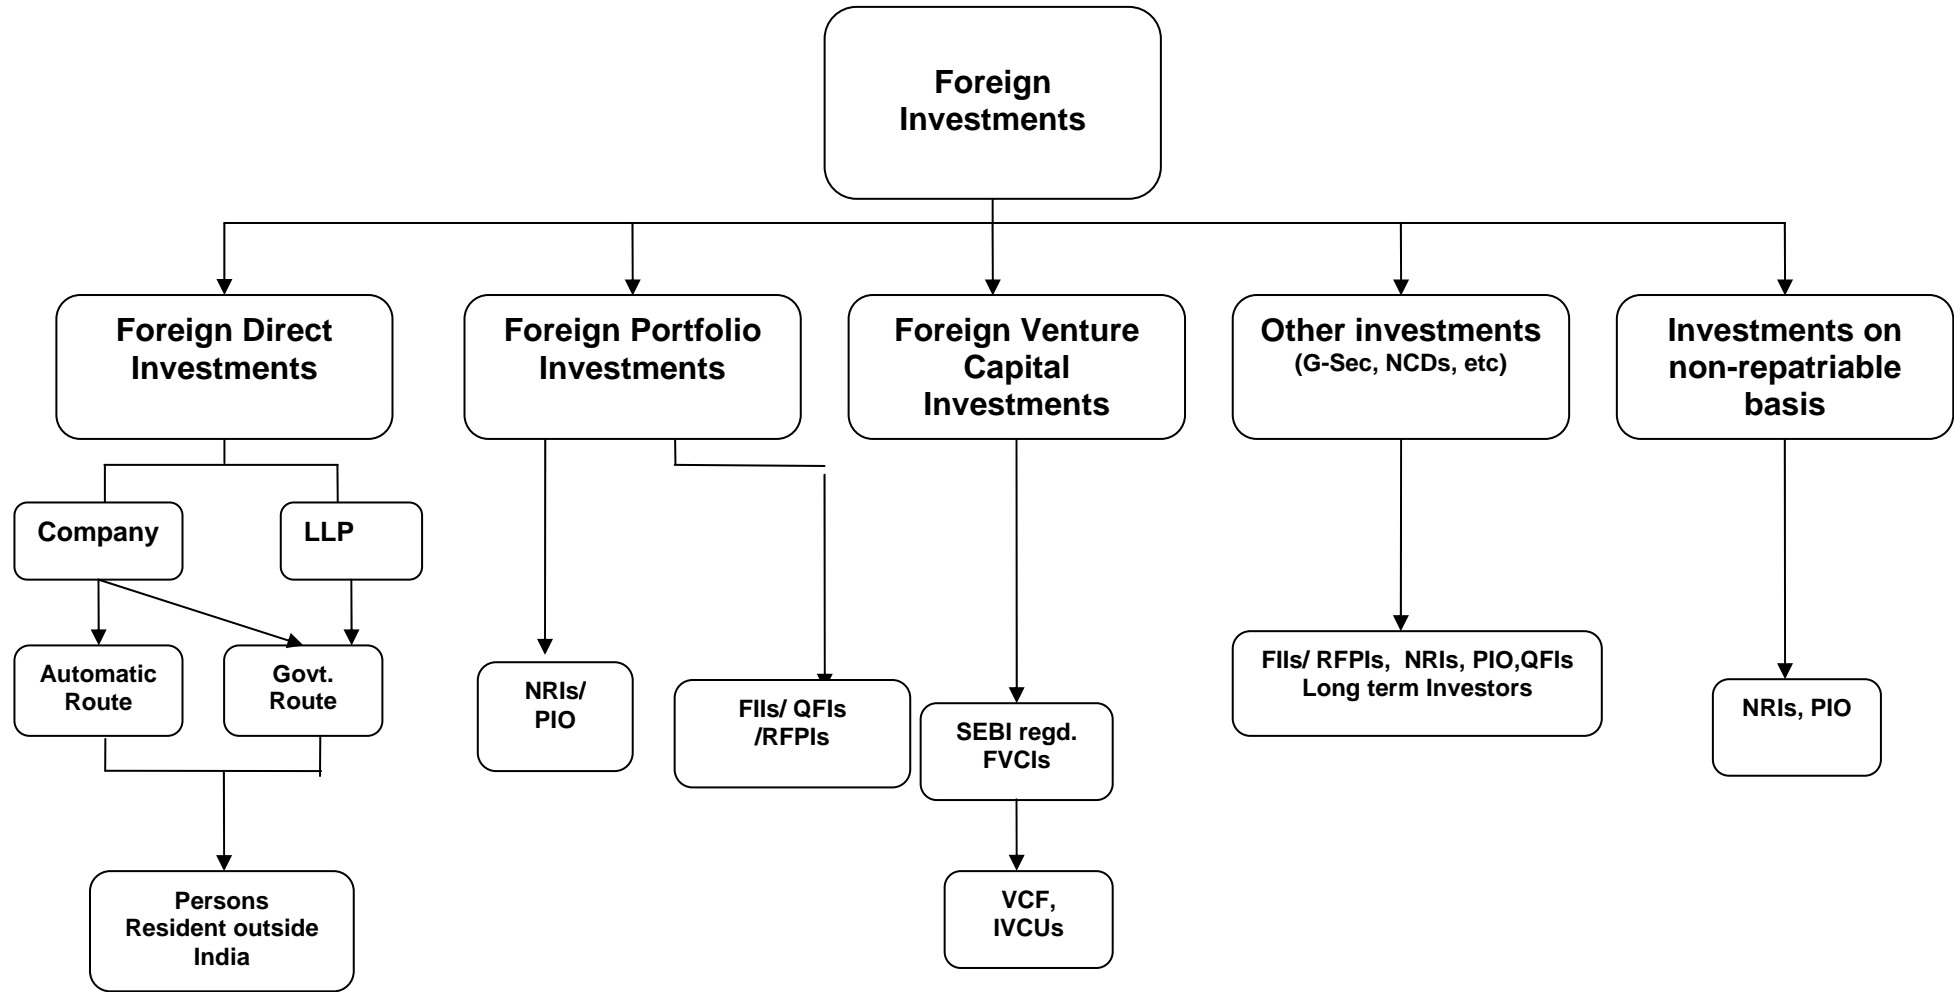 Foreign
Investments
Foreign Direct
Investments
Foreign Portfolio
Investments
Foreign Venture
Capital
Investments
Other investments
(G-Sec, NCDs, etc)
Investments on
non-repatriable
basis
Company
LLP
Automatic
Route
Govt.
Route
NRIs/
PIO
FIIs/ QFIs
/RFPIs
SEBI regd.
FVCIs
FIIs/ RFPIs,  NRIs, PIO,QFIs
Long term Investors
NRIs, PIO
Persons
Resident outside
India
VCF,
IVCUs